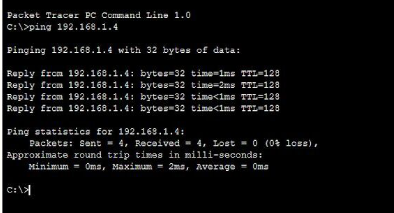 Packet Tracer PC Command Line 1.0
C:\>ping 192.168.1.4
Pinging 192.168.1.4 with 32 bytes of data:
Reply from 192.168.1.4: bytes=32 time=1ms TTL=128
Reply from 192.168.1.4: bytes=32 time=2ms TTL=128
Reply from 192.168.1.4: bytes=32 time<1ms TTL=128
Reply from 192.168.1.4: bytes=32 time<1ms TTL=128
Ping statistics for 192.168.1.4:
Packets: Sent = 4, Received = 4, Lost = 0 (0% loss),
Approximate round trip times in milli-seconds:
Minimum = 0ms, Maximum = 2ms, Average = 0ms
C:\>